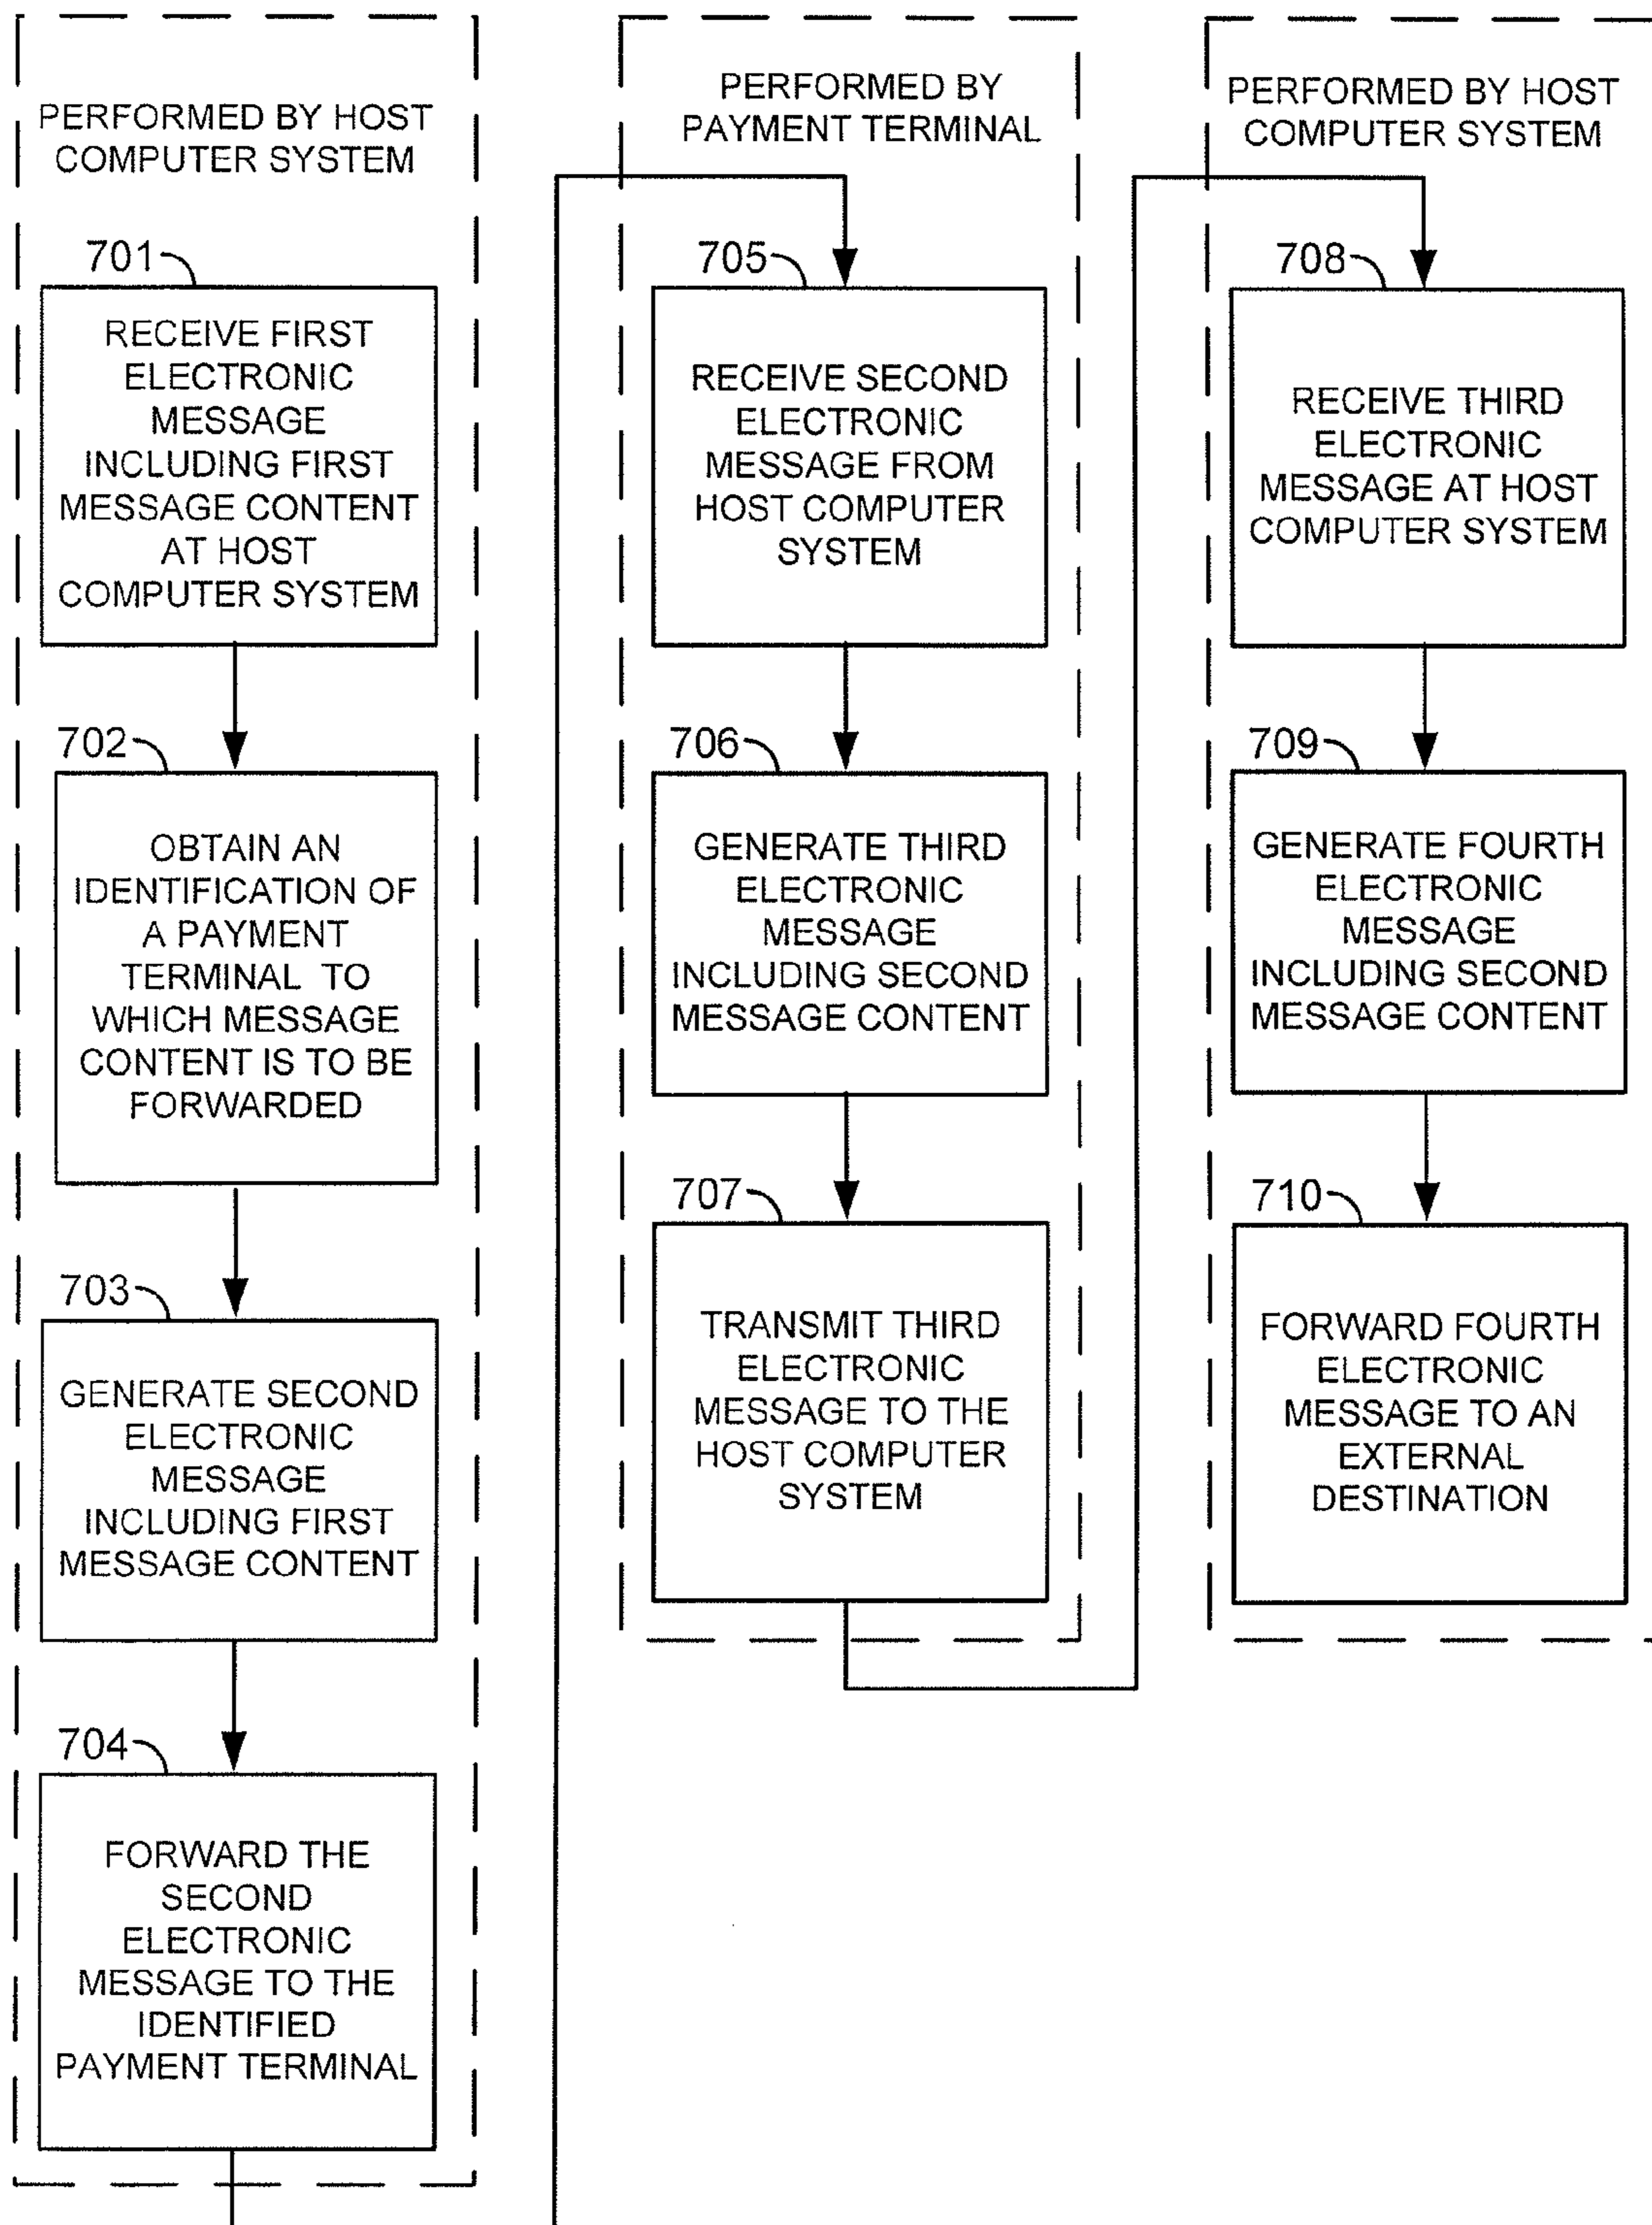 PERFORMED BY HOST
COMPUTER SYSTEM
701
RECEIVE FIRST
ELECTRONIC
MESSAGE
INCLUDING FIRST
MESSAGE CONTENT
AT HOST
COMPUTER SYSTEM
702
OBTAIN AN
IDENTIFICATION OF
A PAYMENT
TERMINAL TO
WHICH MESSAGE
CONTENT IS TO BE
FORWARDED
703
GENERATE SECOND
ELECTRONIC
MESSAGE
INCLUDING FIRST
MESSAGE CONTENT
704
FORWARD THE
SECOND
ELECTRONIC
MESSAGE TO THE
IDENTIFIED
PAYMENT TERMINAL
PERFORMED BY
PAYMENT TERMINAL
705
RECEIVE SECOND
ELECTRONIC
MESSAGE FROM
HOST COMPUTER
SYSTEM
706
GENERATE THIRD
ELECTRONIC
MESSAGE
INCLUDING SECOND
MESSAGE CONTENT
707
TRANSMIT THIRD
ELECTRONIC
MESSAGE TO THE
HOST COMPUTER
SYSTEM
PERFORMED BY HOST
COMPUTER SYSTEM
708
RECEIVE THIRD
ELECTRONIC
MESSAGE AT HOST
COMPUTER SYSTEM
709
GENERATE FOURTH
ELECTRONIC
MESSAGE
INCLUDING SECOND
MESSAGE CONTENT
710
FORWARD FOURTH
ELECTRONIC
MESSAGE TO AN
EXTERNAL
DESTINATION